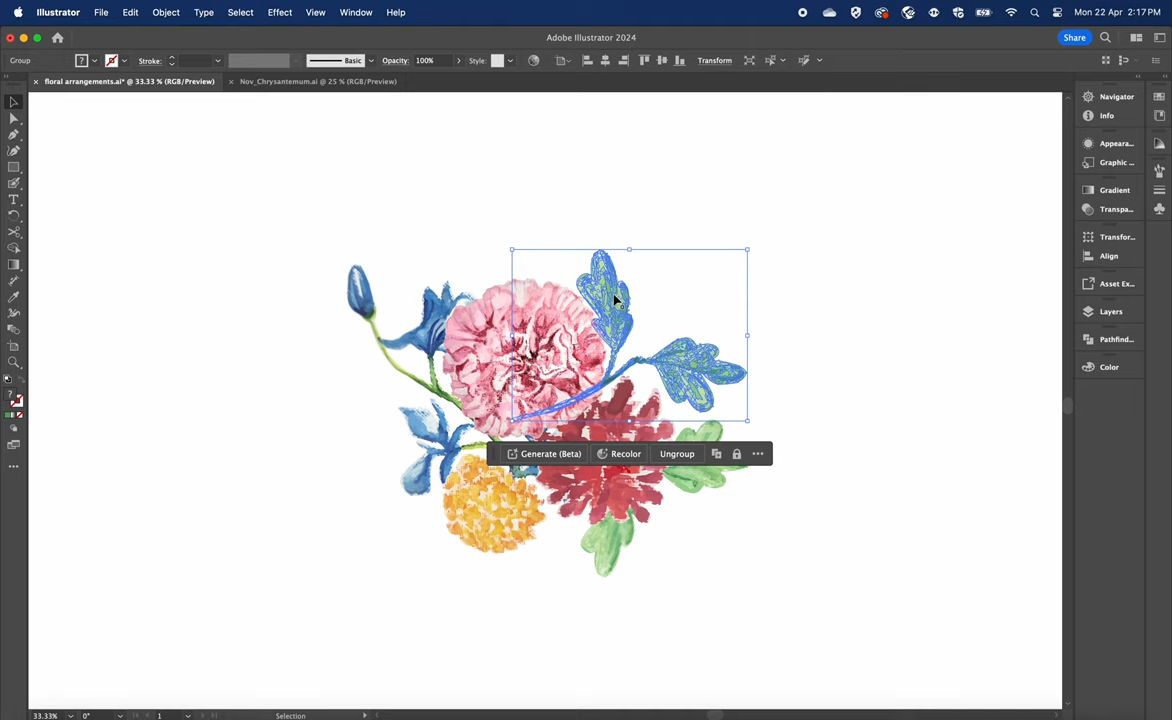 Illustrator File Edit Object Type Select Effect View Window Help Mon 22 Apr 2:17 PM
Adobe Illustrator 2024 Share
Group ? Stroke: Basic Opacity: 100% Style: Transform
× floral arrangements.ai* @ 33.33 % (RGB/Preview) × Nov_Chrysantemum.ai @ 25 % (RGB/Preview)
Navigator
Info
Appeara...
Graphic ...
Gradient
Transpa...
Transfor...
Align
Asset Ex...
Layers
Pathfind...
Color
Generate (Beta) Recolor Ungroup
?
33.33% 0° 1 Selection